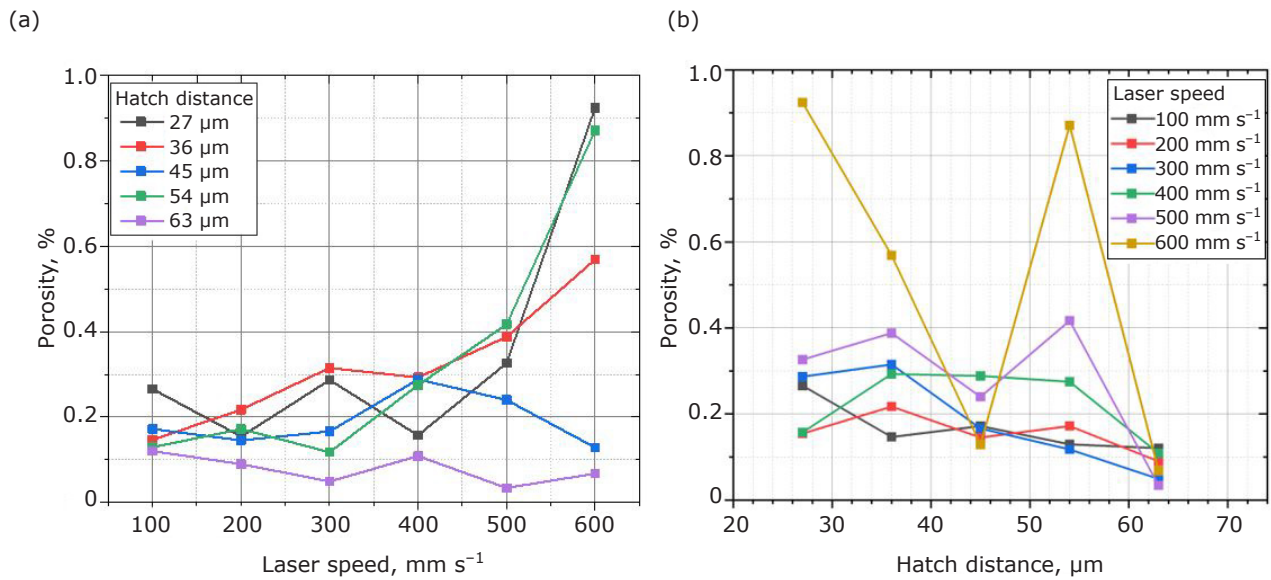 (a)
1.0
0.8
0.6
0.4
0.2
0
Porosity, %
Hatch distance
27 µm
36 µm
45 µm
54 µm
63 µm
100 200 300 400 500 600
Laser speed, mm s⁻¹
(b)
1.0
0.8
0.6
0.4
0.2
0
Porosity, %
Laser speed
100 mm s⁻¹
200 mm s⁻¹
300 mm s⁻¹
400 mm s⁻¹
500 mm s⁻¹
600 mm s⁻¹
20 30 40 50 60 70
Hatch distance, µm